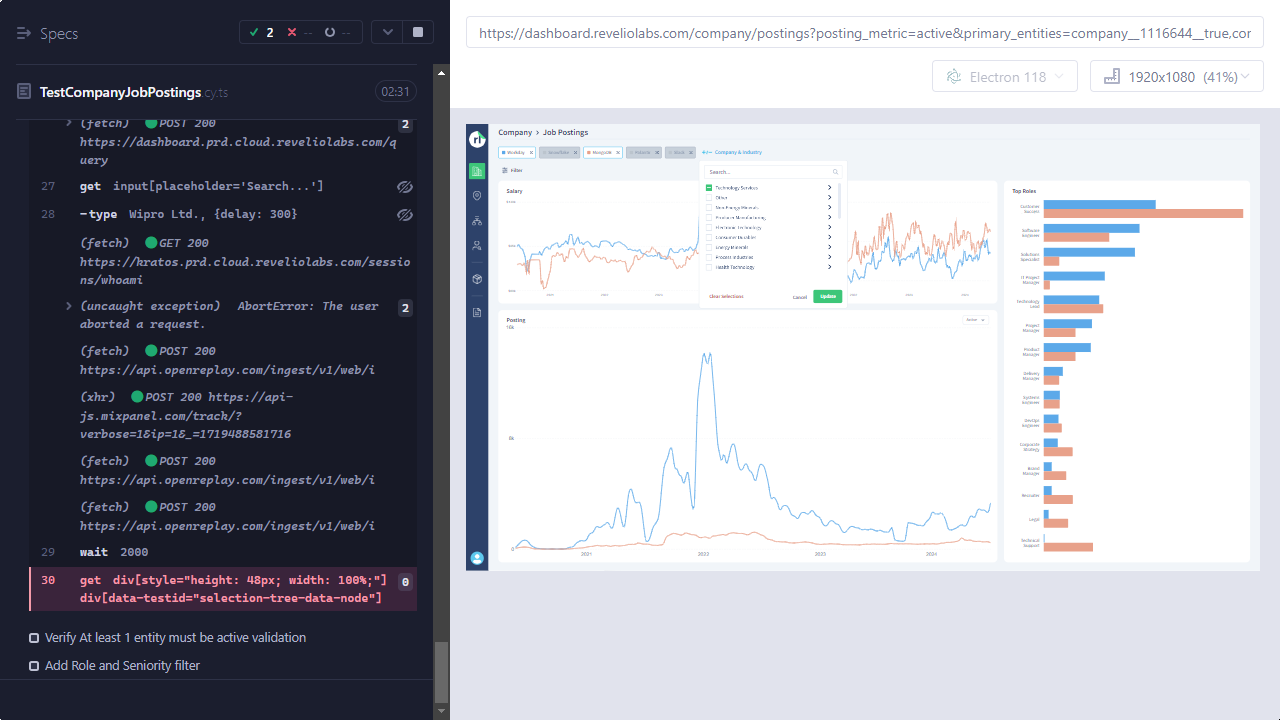 Specs
2
--
--
TestCompanyJobPostings.cy.ts
02:31
(fetch) POST 200
https://dashboard.prd.cloud.reveliolabs.com/q
uery
2
27 get input[placeholder='Search...']
28 -type Wipro Ltd., {delay: 300}
(fetch) GET 200
https://kratos.prd.cloud.reveliolabs.com/sessio
ns/whoami
(uncaught exception) AbortError: The user
aborted a request.
2
(fetch) POST 200
https://api.openreplay.com/ingest/v1/web/i
(xhr) POST 200 https://api-
js.mixpanel.com/track/?
verbose=1&ip=1&_=1719488581716
(fetch) POST 200
https://api.openreplay.com/ingest/v1/web/i
(fetch) POST 200
https://api.openreplay.com/ingest/v1/web/i
29 wait 2000
30 get div[style="height: 48px; width: 100%;"]
div[data-testid="selection-tree-data-node"]
0
Verify At least 1 entity must be active validation
Add Role and Seniority filter
https://dashboard.reveliolabs.com/company/postings?posting_metric=active&primary_entities=company__1116644__true,cor
Electron 118
1920x1080 (41%)
rl
Company > Job Postings
Workday
MongoDB
Company & Industry
Filter
Search...
Technology Services
Other
Non-Energy Minerals
Producer Manufacturing
Electronic Technology
Consumer Durables
Energy Minerals
Process Industries
Health Technology
Clear Selections
Cancel
Update
Salary
Posting
Active
16k
8k
0
2021
2022
2023
2024
Top Roles
Customer
Success
Software
Engineer
Solutions
Specialist
IT Project
Manager
Technology
Lead
Project
Manager
Product
Manager
Delivery
Manager
Systems
Engineer
DevOps
Engineer
Corporate
Strategy
Brand
Manager
Recruiter
Legal
Technical
Support